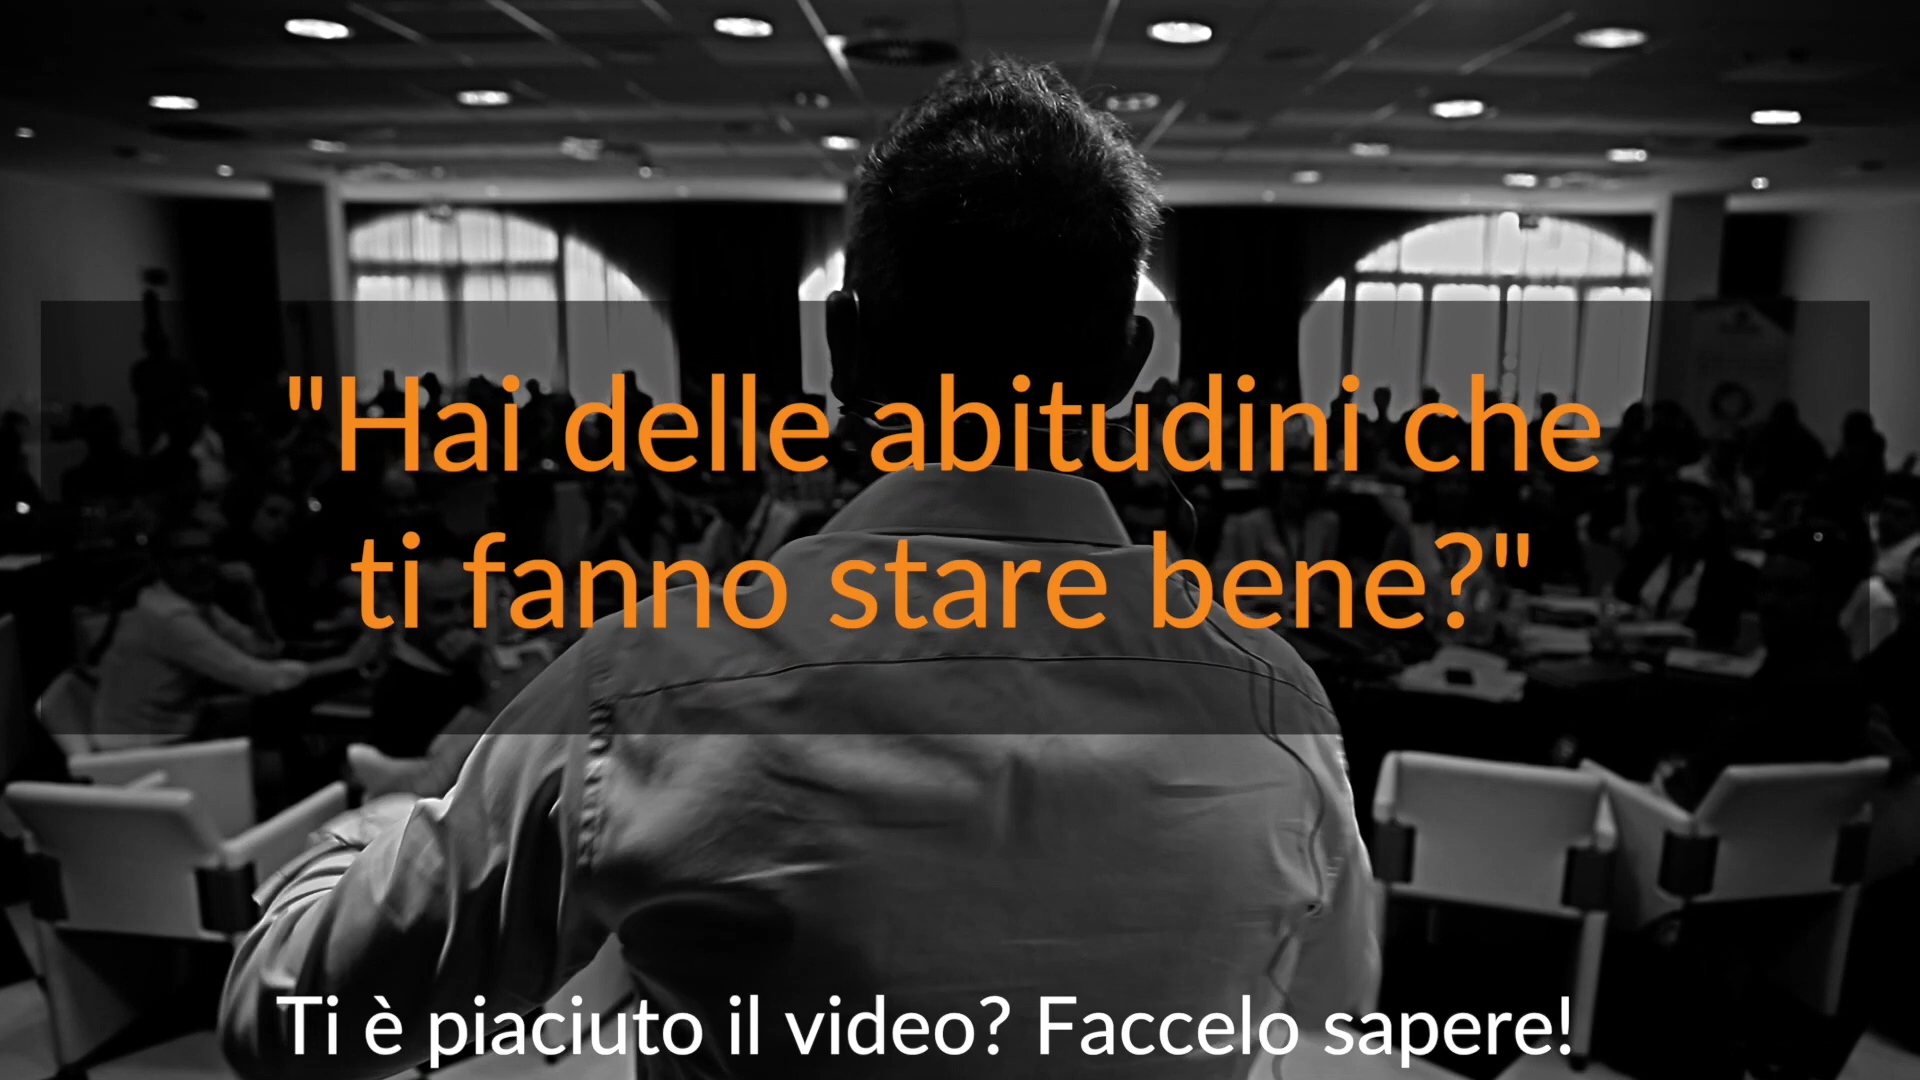 "Hai delle abitudini che
ti fanno stare bene?"
Ti è piaciuto il video? Faccelo sapere!